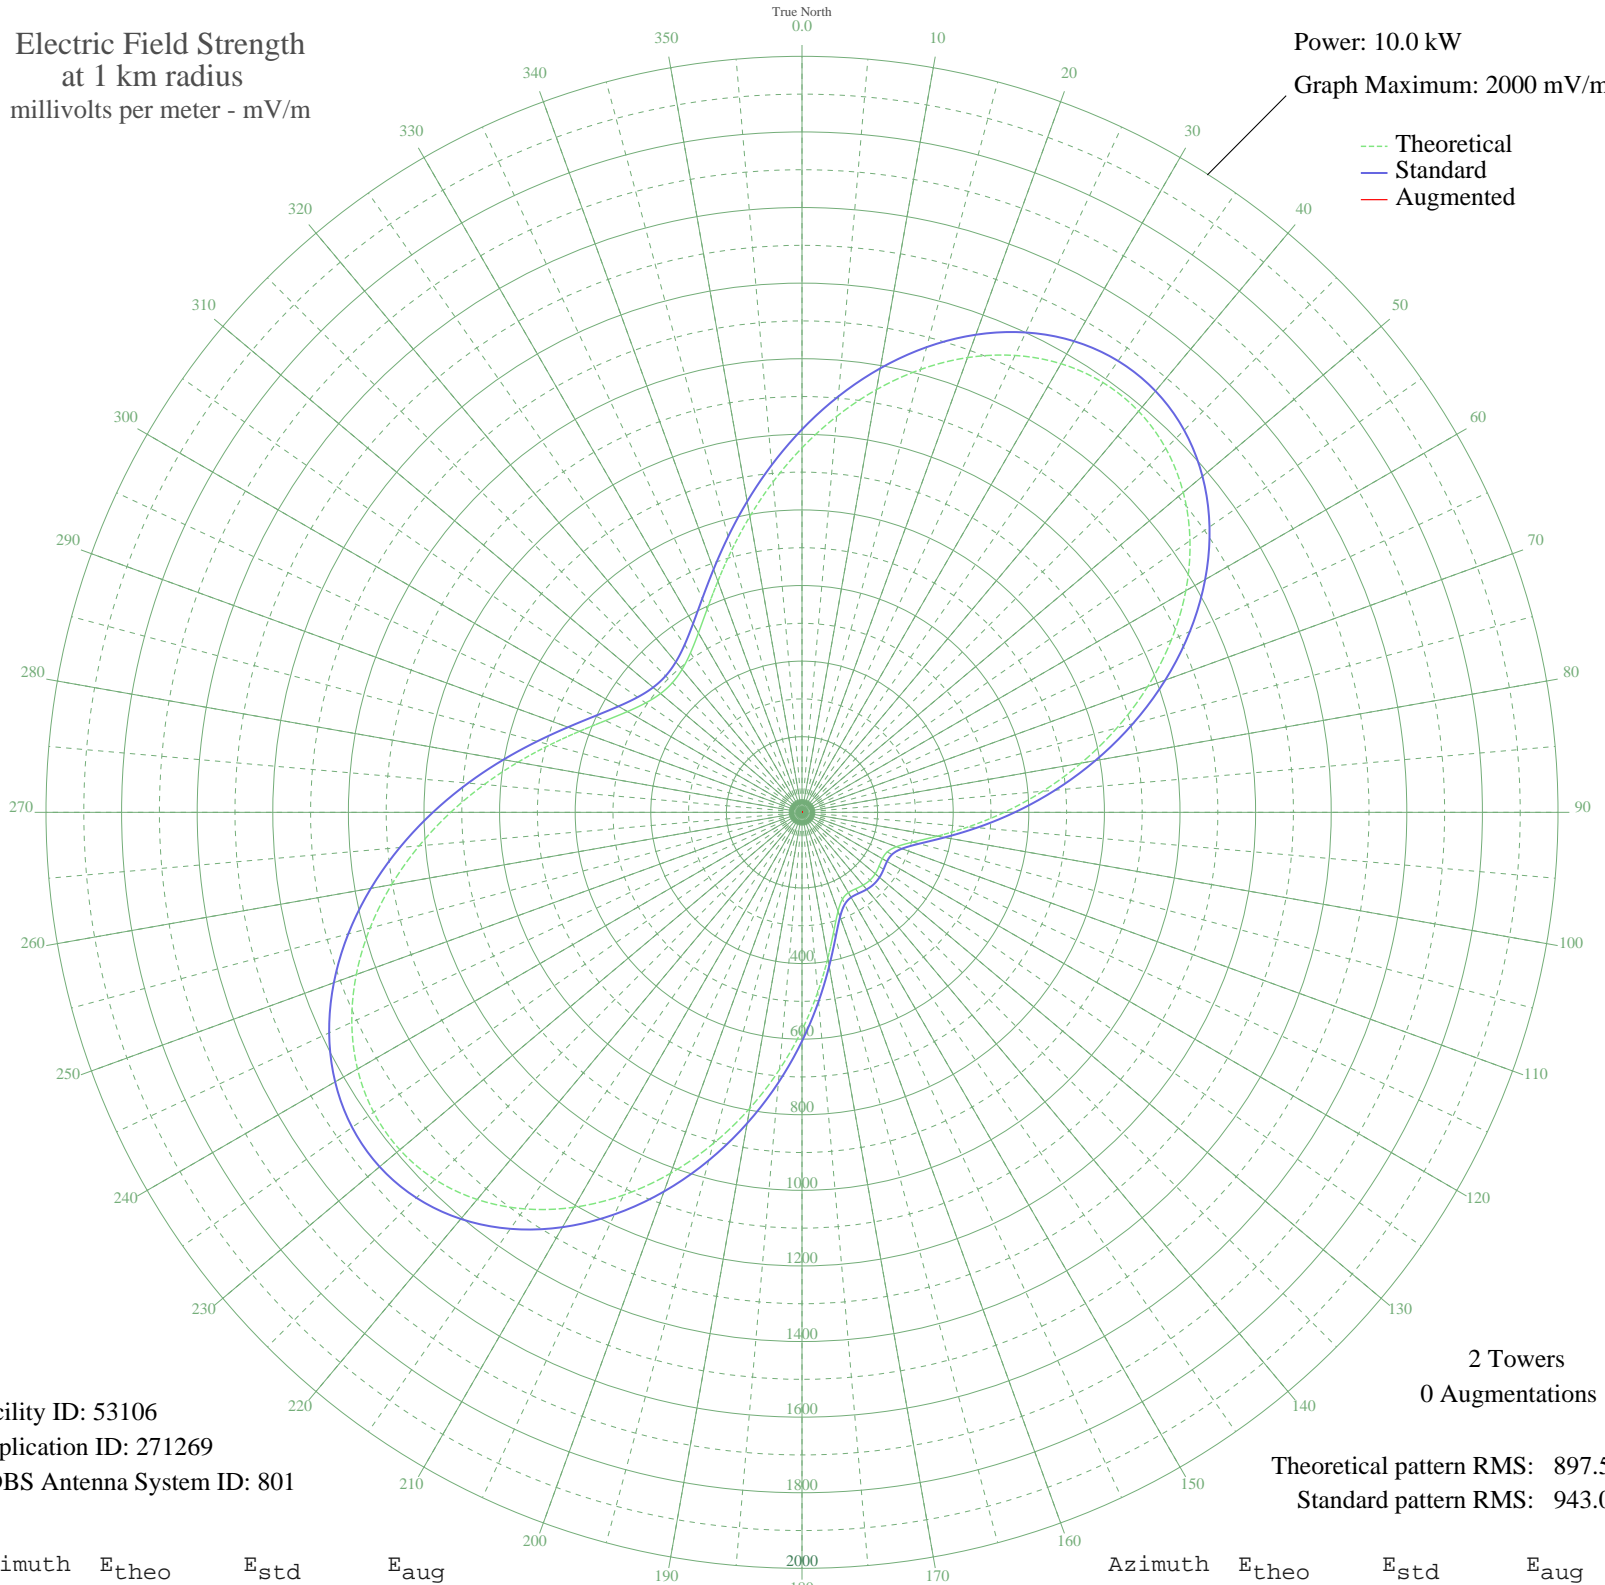 True North
0.0
Electric Field Strength
at 1 km radius
millivolts per meter - mV/m
Power: 10.0 kW
Graph Maximum: 2000 mV/m
Theoretical
Standard
Augmented
10
20
30
40
50
60
70
80
90
100
110
120
130
140
150
160
170
190
200
210
220
230
240
250
260
270
280
290
300
310
320
330
340
350
400
600
800
1000
1200
1400
1600
1800
2000
2 Towers
0 Augmentations
cility ID: 53106
plication ID: 271269
DBS Antenna System ID: 801
Theoretical pattern RMS: 897.5
Standard pattern RMS: 943.0
imuth Etheo Estd Eaug
Azimuth Etheo Estd Eaug